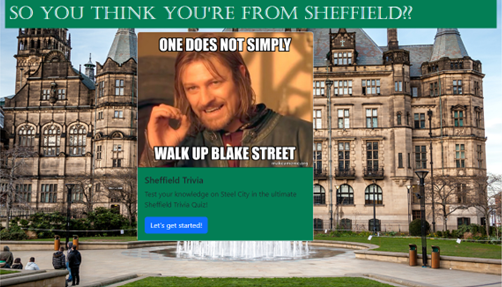 SO YOU THINK YOU'RE FROM SHEFFIELD??
ONE DOES NOT SIMPLY
WALK UP BLAKE STREET
Sheffield Trivia
Test your knowledge on Steel City in the ultimate
Sheffield Trivia Quiz!
Let's get started!